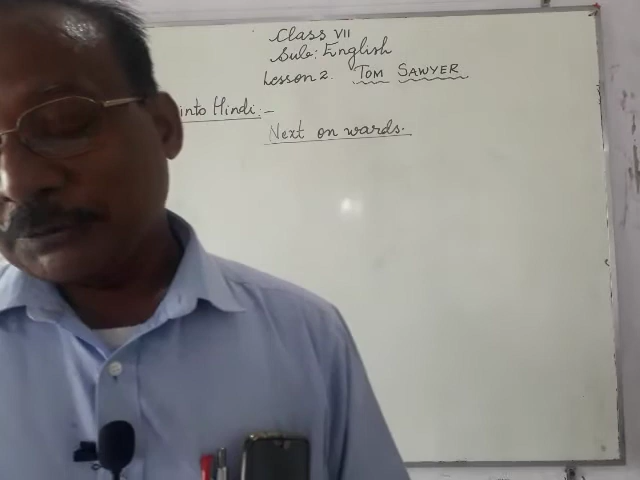 Class VII
Sub: English
Lesson 2. TOM SAWYER
into Hindi:-
Next on wards.